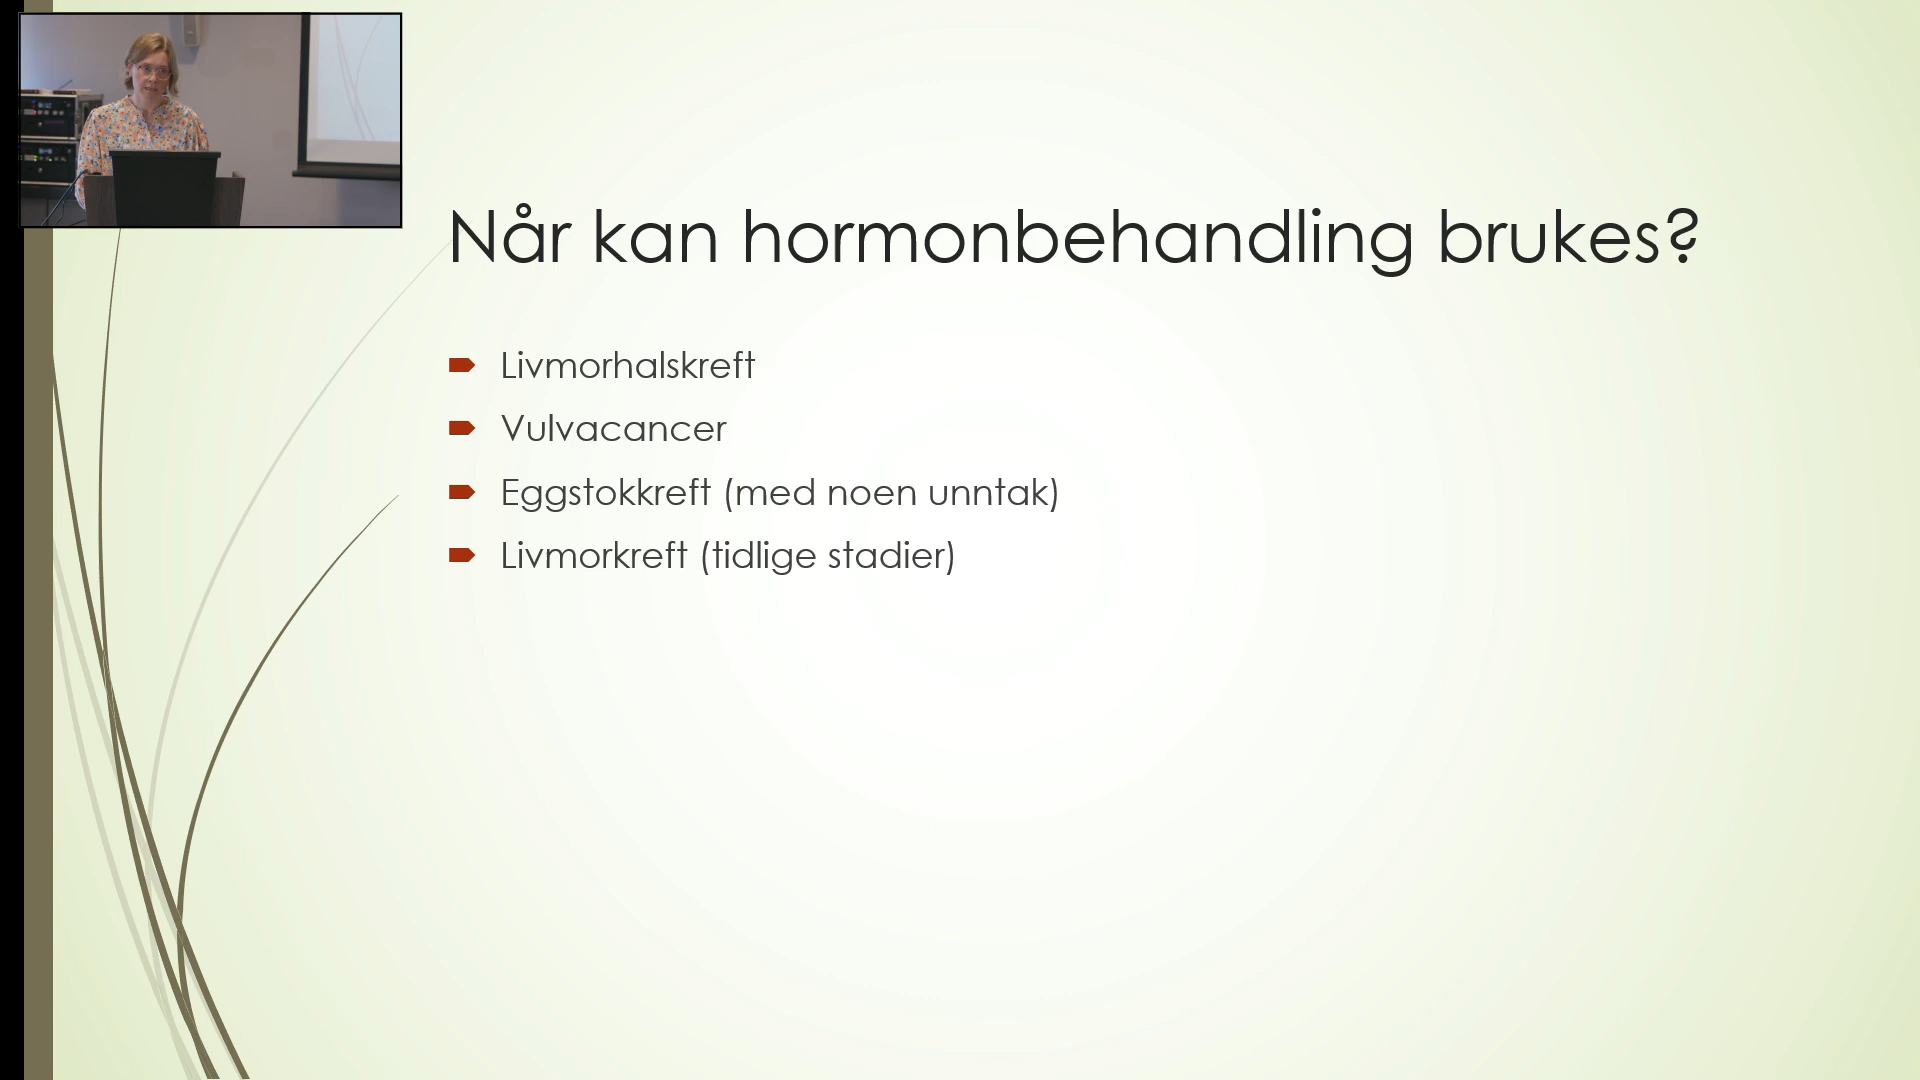 Når kan hormonbehandling brukes?
Livmorhalskreft
Vulvacancer
Eggstokkreft (med noen unntak)
Livmorkreft (tidlige stadier)